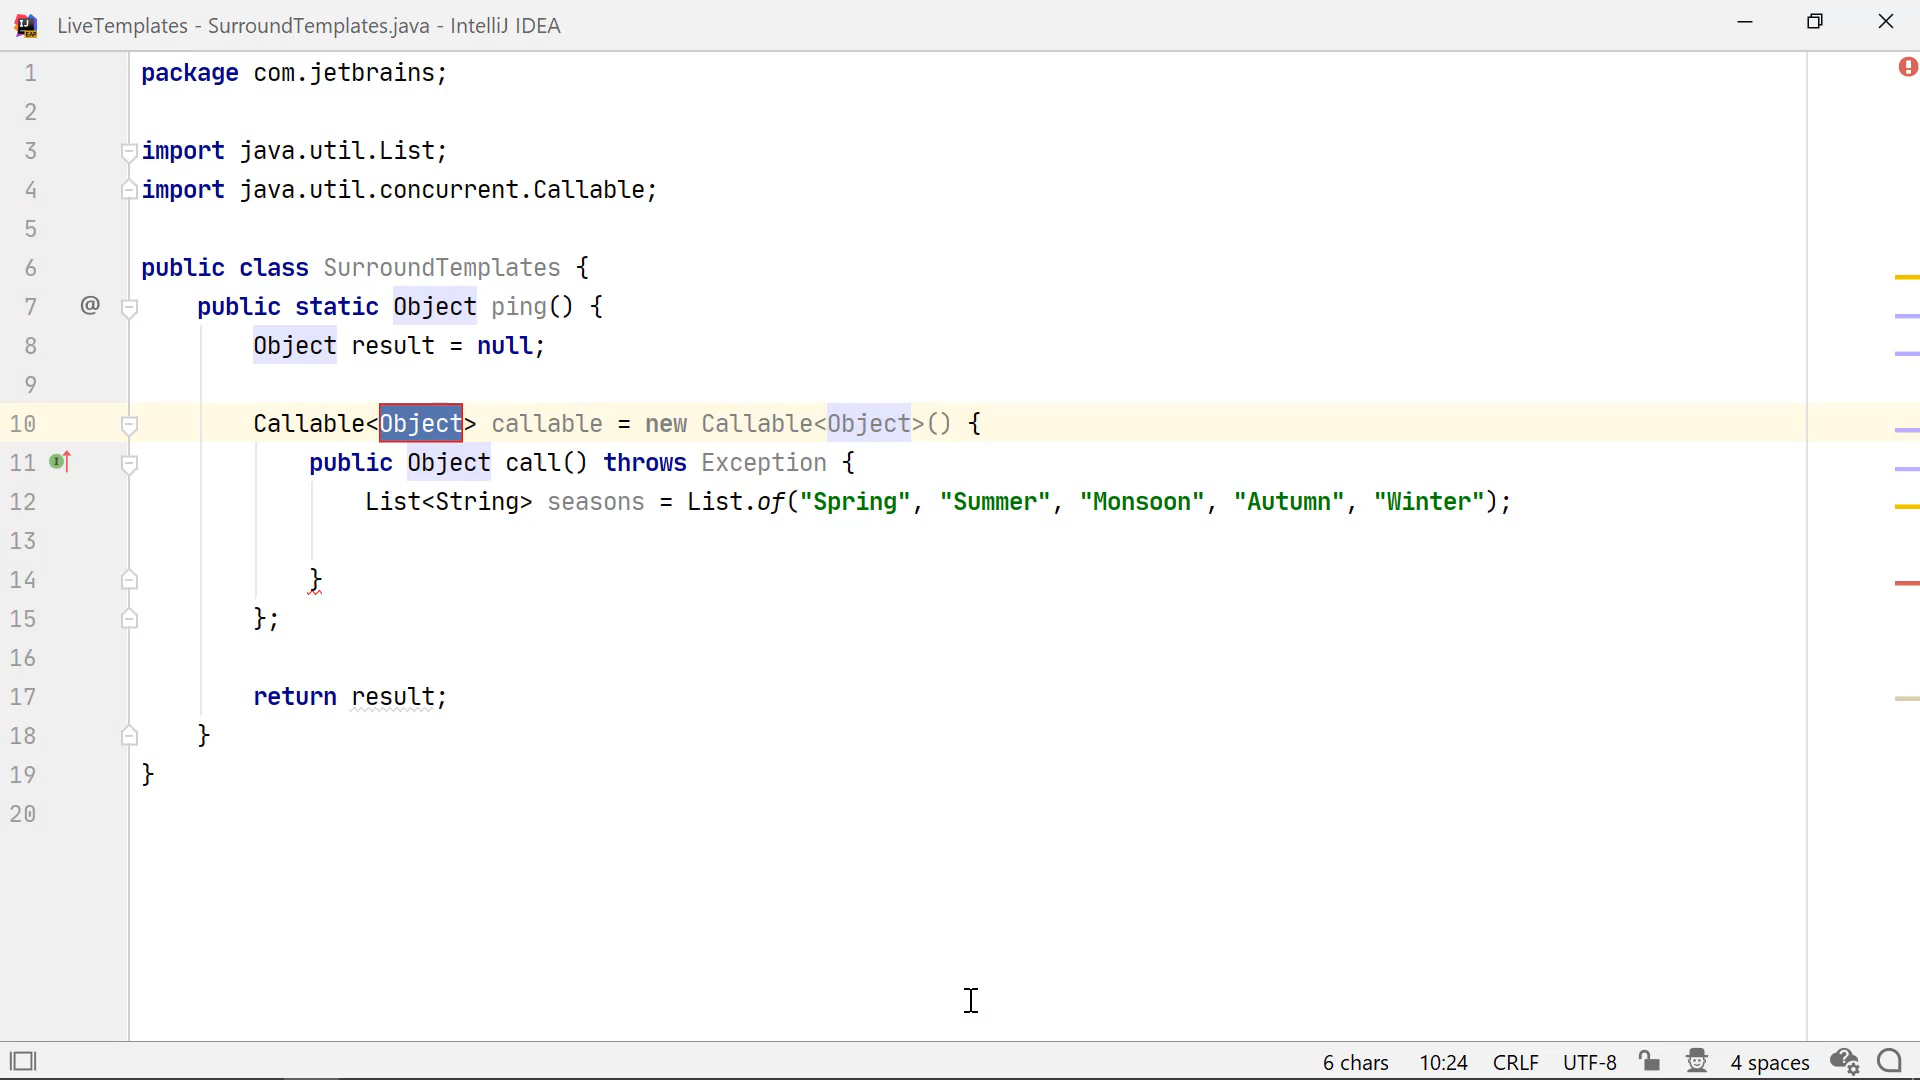 LiveTemplates - SurroundTemplates.java - IntelliJ IDEA
1 package com.jetbrains;
2
3 import java.util.List;
4 import java.util.concurrent.Callable;
5
6 public class SurroundTemplates {
7 @ public static Object ping() {
8 Object result = null;
9
10 Callable<Object> callable = new Callable<Object>() {
11 public Object call() throws Exception {
12 List<String> seasons = List.of("Spring", "Summer", "Monsoon", "Autumn", "Winter");
13
14 }
15 };
16
17 return result;
18 }
19 }
20
6 chars 10:24 CRLF UTF-8 4 spaces